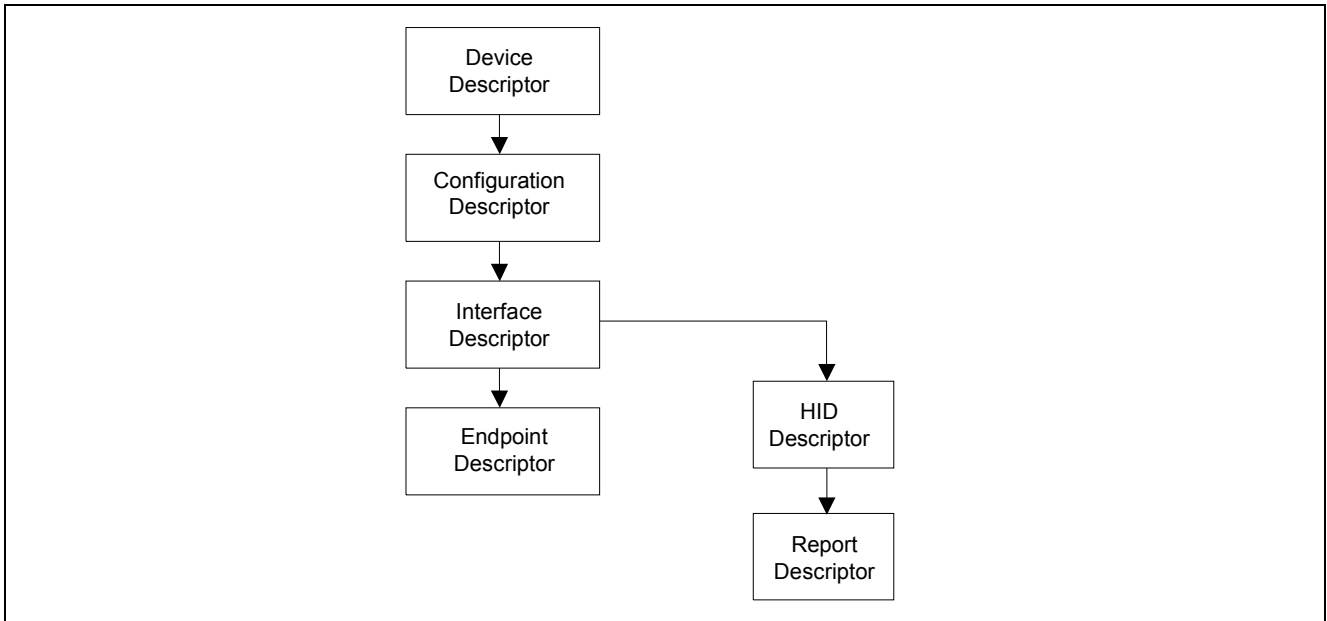 Device
Descriptor
Configuration
Descriptor
Interface
Descriptor
HID
Descriptor
Endpoint
Descriptor
Report
Descriptor